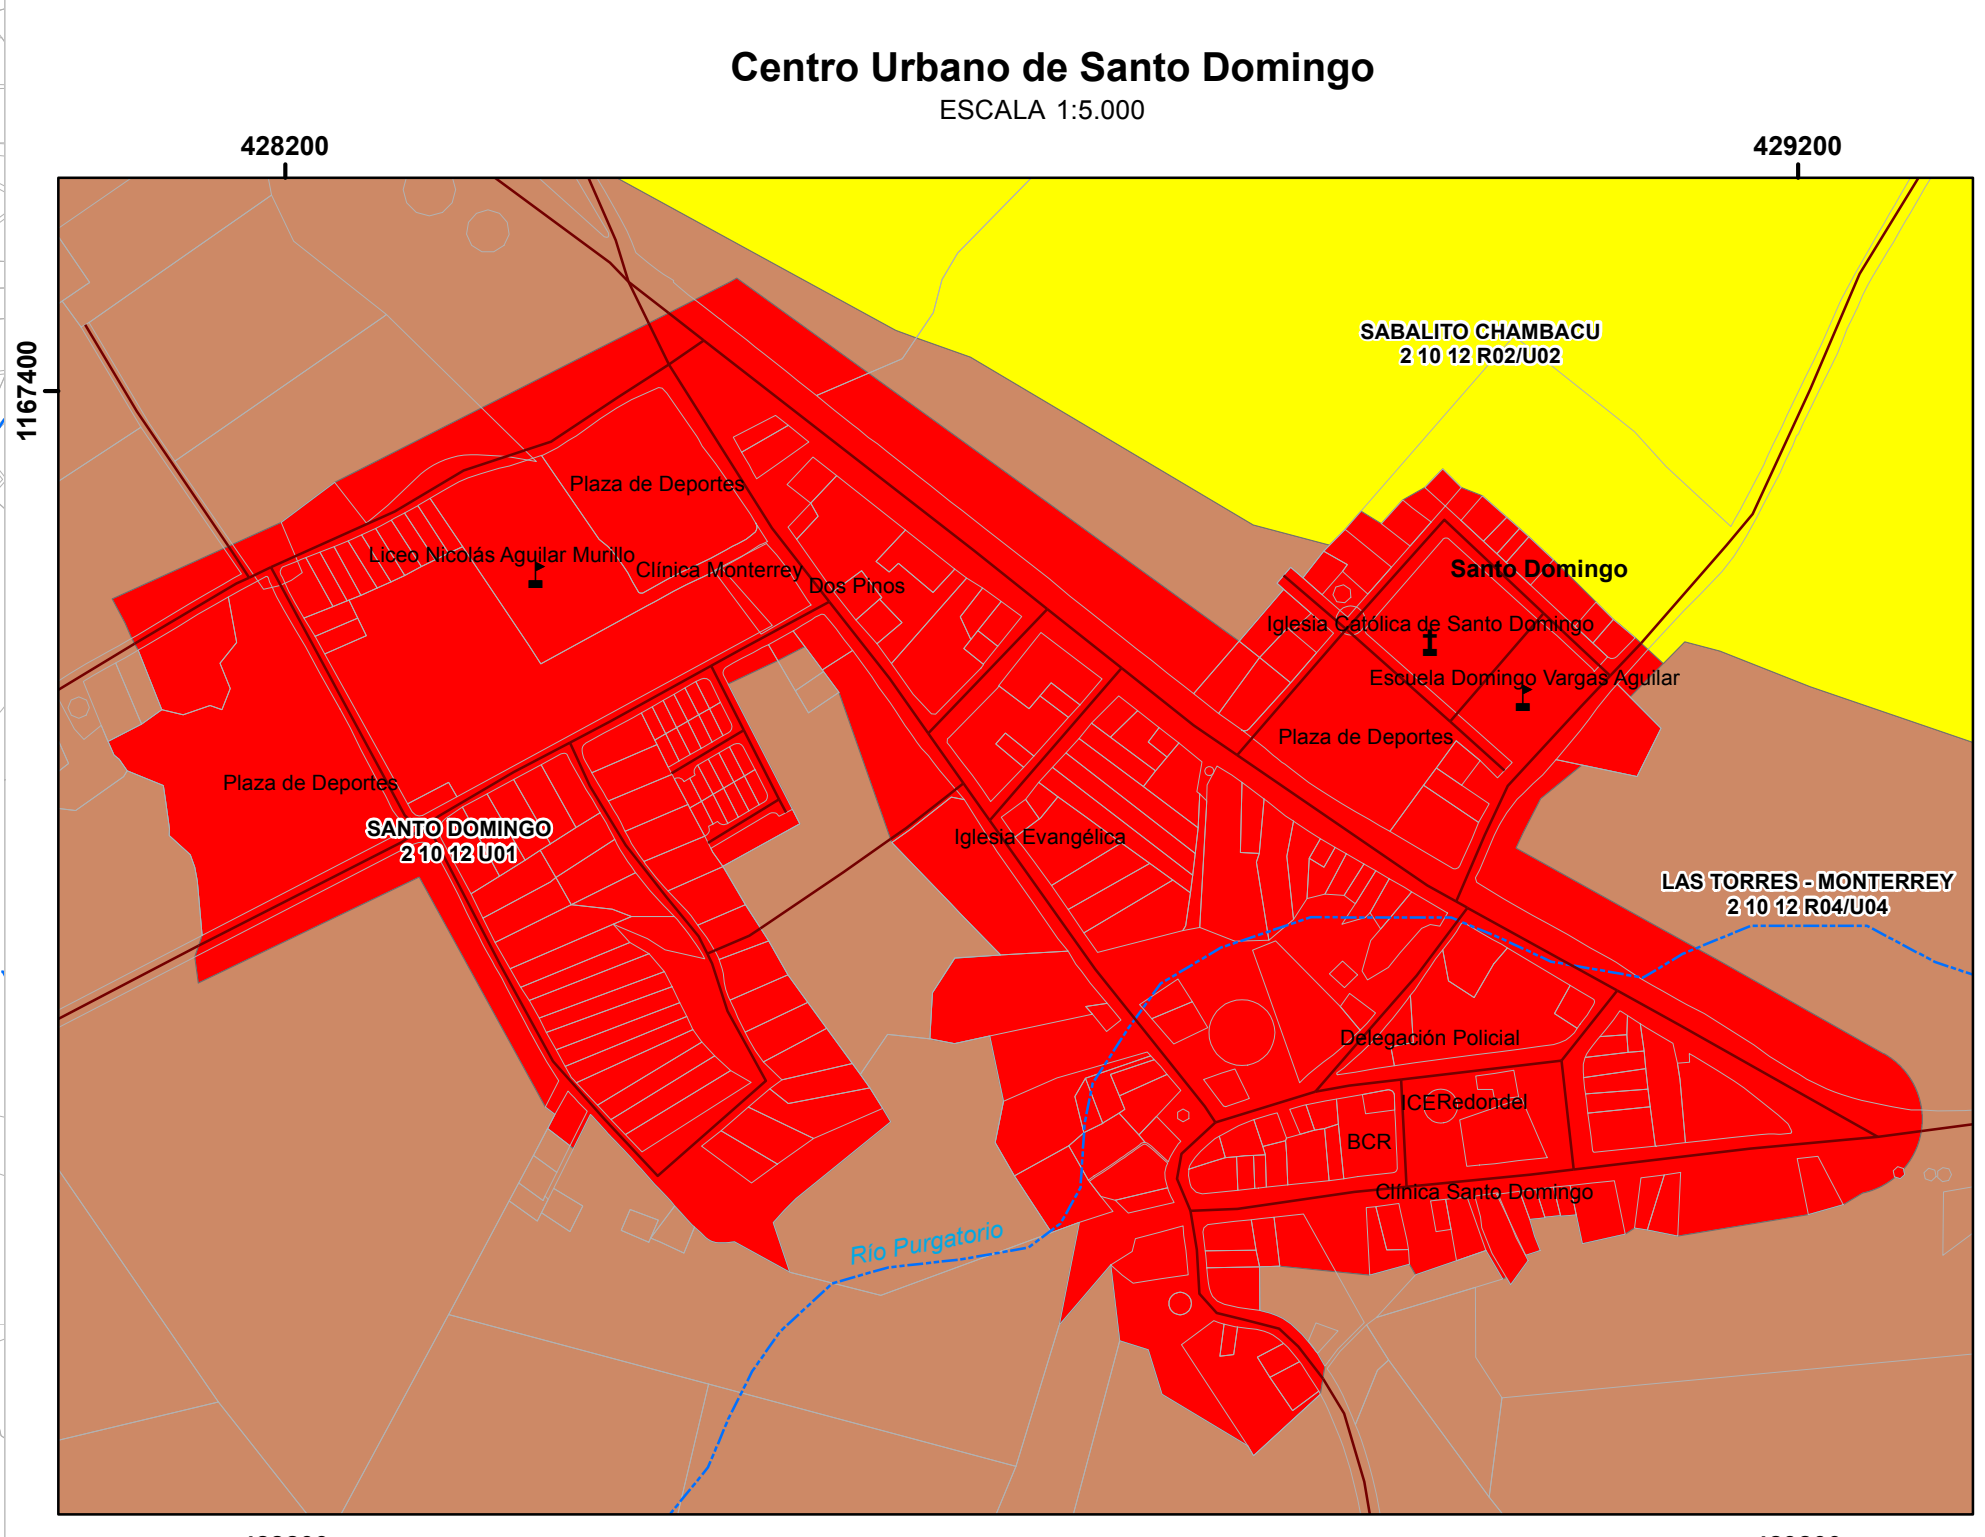 Centro Urbano de Santo Domingo
ESCALA 1:5.000
428200
429200
1167400
SABALITO CHAMBACU
2 10 12 R02/U02
Plaza de Deportes
Liceo Nicolás Aguilar Murillo
Clínica Monterrey
Dos Pinos
Santo Domingo
Iglesia Católica de Santo Domingo
Escuela Domingo Vargas Aguilar
Plaza de Deportes
Plaza de Deportes
SANTO DOMINGO
2 10 12 U01
Iglesia Evangélica
LAS TORRES - MONTERREY
2 10 12 R04/U04
Delegación Policial
ICE
Redondel
BCR
Clínica Santo Domingo
Río Purgatorio